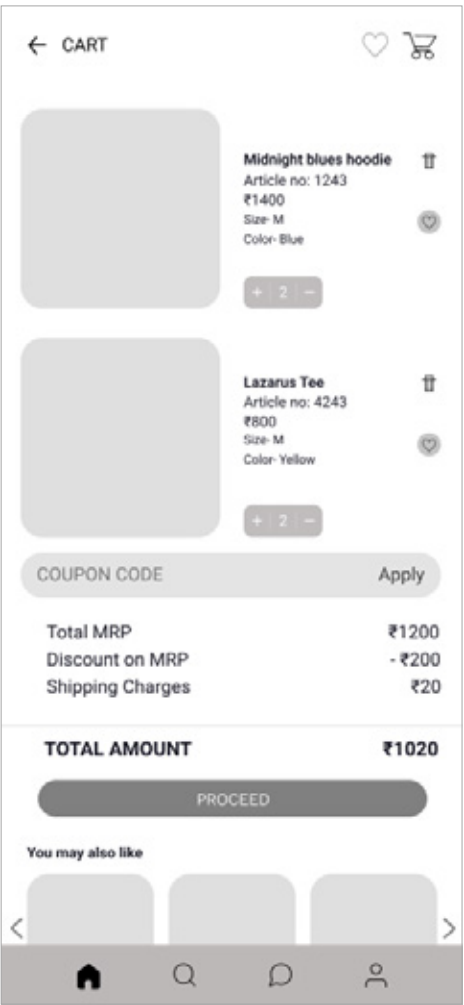 CART
Midnight blues hoodie
Article no: 1243
₹1400
Size- M
Color- Blue
+ 2 −
Lazarus Tee
Article no: 4243
₹800
Size- M
Color- Yellow
+ 2 −
COUPON CODE Apply
Total MRP ₹1200
Discount on MRP - ₹200
Shipping Charges ₹20
TOTAL AMOUNT ₹1020
PROCEED
You may also like